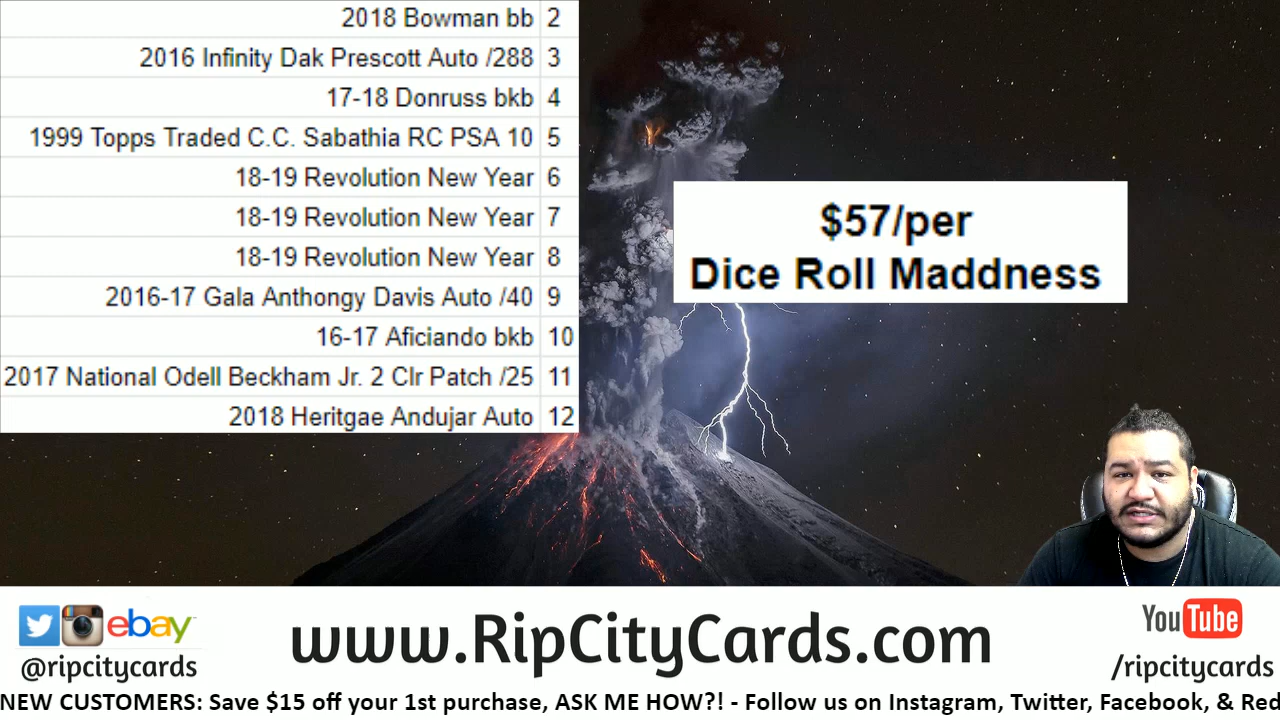 2018 Bowman bb 2
2016 Infinity Dak Prescott Auto /288 3
17-18 Donruss bkb 4
1999 Topps Traded C.C. Sabathia RC PSA 10 5
18-19 Revolution New Year 6
18-19 Revolution New Year 7
18-19 Revolution New Year 8
2016-17 Gala Anthongy Davis Auto /40 9
16-17 Aficiando bkb 10
2017 National Odell Beckham Jr. 2 Clr Patch /25 11
2018 Heritgae Andujar Auto 12
$57/per
Dice Roll Maddness
ebay
@ripcitycards
www.RipCityCards.com
YouTube
/ripcitycards
NEW CUSTOMERS: Save $15 off your 1st purchase, ASK ME HOW?! - Follow us on Instagram, Twitter, Facebook, & Red